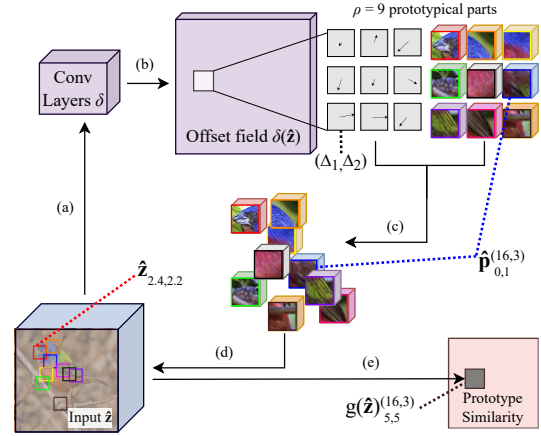 ρ = 9 prototypical parts
(b)
Conv
Layers δ
Offset field δ(ẑ)
(Δ₁,Δ₂)
(a)
(c)
ẑ₂.₄,₂.₂
p̂₀,₁⁽¹⁶,³⁾
(d)
(e)
Input ẑ
g(ẑ)₅,₅⁽¹⁶,³⁾
Prototype
Similarity